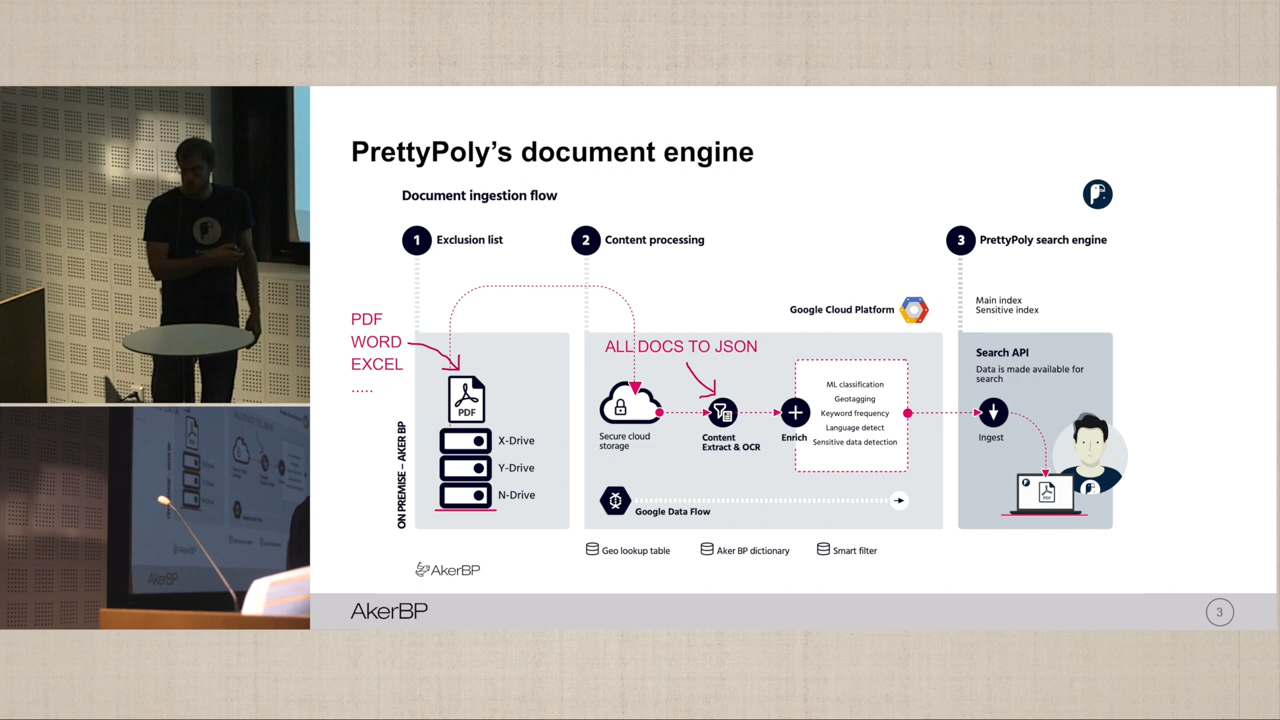 PrettyPoly's document engine
Document ingestion flow
1 Exclusion list
2 Content processing
3 PrettyPoly search engine
Google Cloud Platform
Main index
Sensitive index
PDF
WORD
EXCEL
.....
ALL DOCS TO JSON
ON PREMISE – AKER BP
PDF
X-Drive
Y-Drive
N-Drive
Secure cloud
storage
Content
Extract & OCR
Enrich
ML classification
Geotagging
Keyword frequency
Language detect
Sensitive data detection
Google Data Flow
Search API
Data is made available for
search
Ingest
Geo lookup table
Aker BP dictionary
Smart filter
AkerBP
AkerBP
3
AkerBP